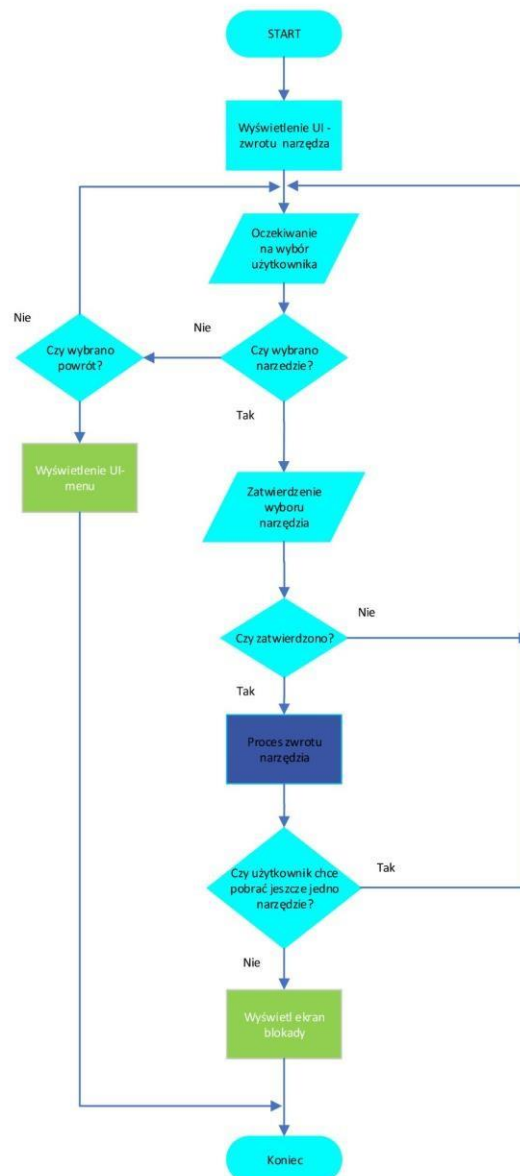 START
Wyświetlenie UI -
zwrotu narzędza
Oczekiwanie
na wybór
użytkownika
Nie
Nie
Czy wybrano
powrót?
Czy wybrano
narzedzie?
Tak
Wyświetlenie UI-
menu
Zatwierdzenie
wyboru
narzędzia
Nie
Czy zatwierdzono?
Tak
Proces zwrotu
narzędzia
Czy użytkownik chce
pobrać jeszcze jedno
narzędzie?
Tak
Nie
Wyświetl ekran
blokady
Koniec